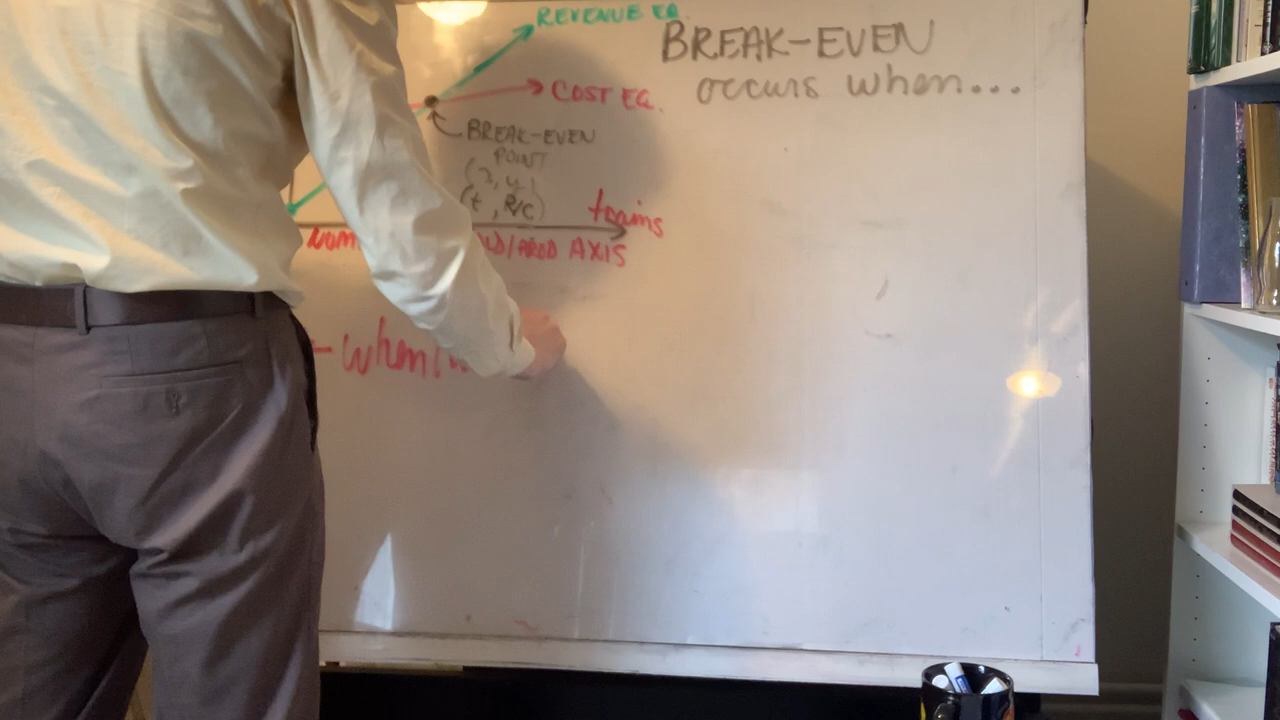 REVENUE EQ.
COST EQ.
BREAK-EVEN
POINT
(t, R/C)
trains
/PROD AXIS
- when
BREAK-EVEN
occurs when...